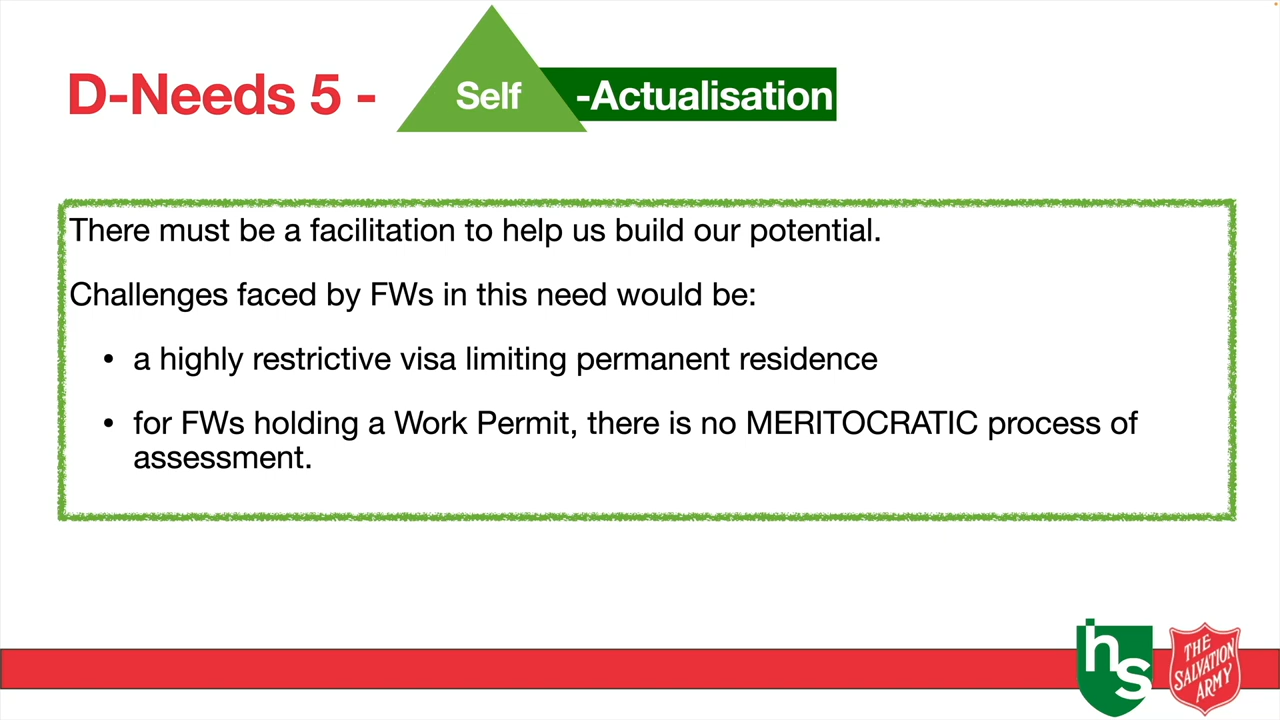 D-Needs 5 - Self -Actualisation
There must be a facilitation to help us build our potential.
Challenges faced by FWs in this need would be:
• a highly restrictive visa limiting permanent residence
• for FWs holding a Work Permit, there is no MERITOCRATIC process of
assessment.
hs
THE
SALVATION
ARMY